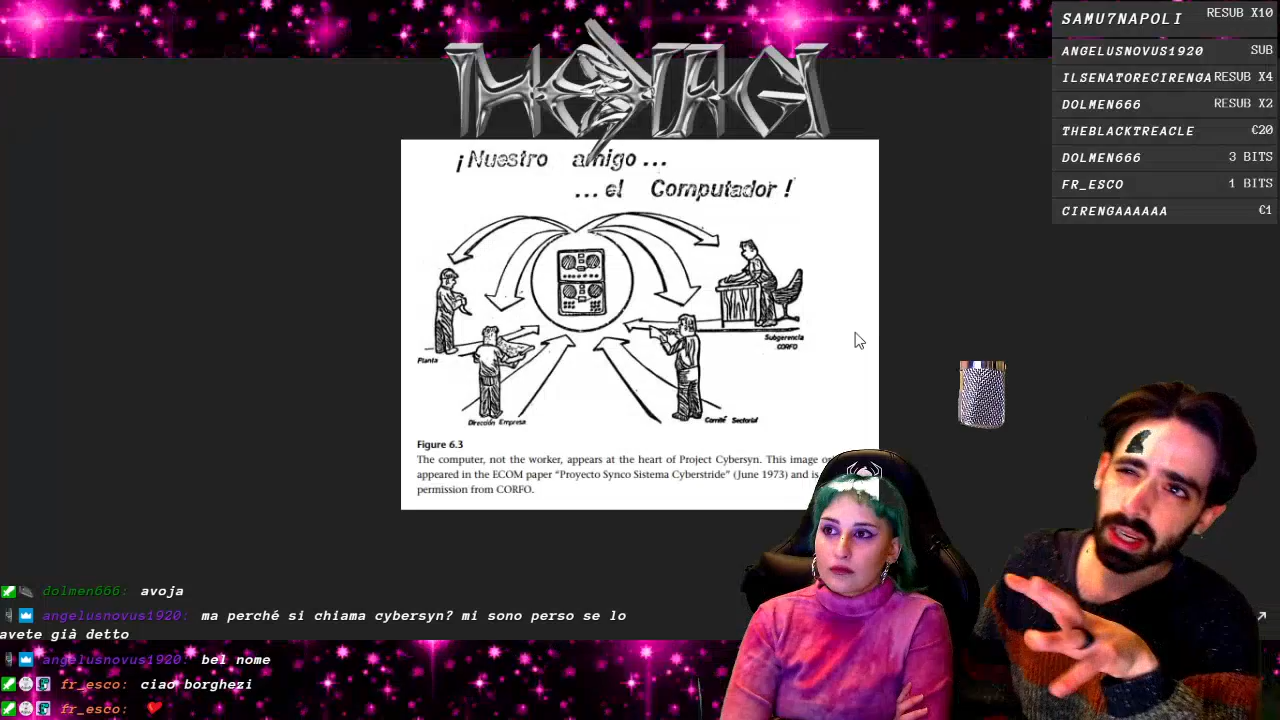 SAMU7NAPOLI RESUB X10
ANGELUSNOVUS1920 SUB
ILSENATORECIRENGA RESUB X4
DOLMEN666 RESUB X2
THEBLACKTREACLE €20
DOLMEN666 3 BITS
FR_ESCO 1 BITS
CIRENGAAAAAA €1
¡Nuestro amigo...
...el Computador!
Planta
Subgerencia
CORFO
Dirección Empresa
Comité Sectorial
Figure 6.3
The computer, not the worker, appears at the heart of Project Cybersyn. This image
appeared in the ECOM paper "Proyecto Synco Sistema Cyberstride" (June 1973) and is
permission from CORFO.
dolmen666: avoja
angelusnovus1920: ma perché si chiama cybersyn? mi sono perso se lo
avete già detto
angelusnovus1920: bel nome
fr_esco: ciao borghezi
fr_esco: ❤